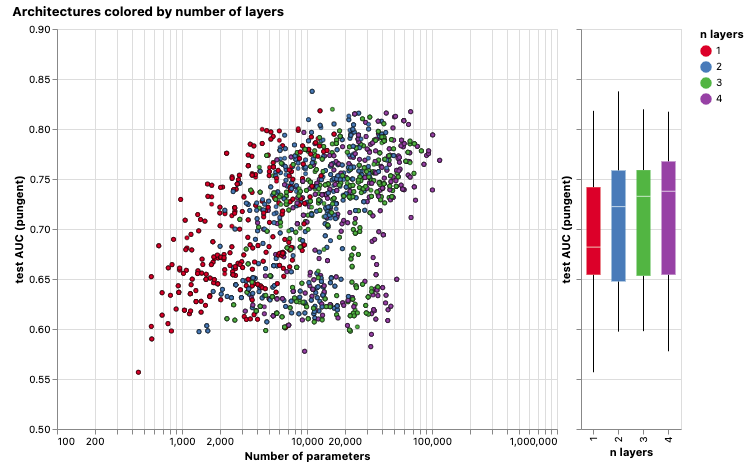 Architectures colored by number of layers
0.90
0.85
0.80
0.75
0.70
0.65
0.60
0.55
0.50
test AUC (pungent)
100 200 1,000 2,000 10,000 20,000 100,000 1,000,000
Number of parameters
test AUC (pungent)
1 2 3 4
n layers
n layers
1
2
3
4